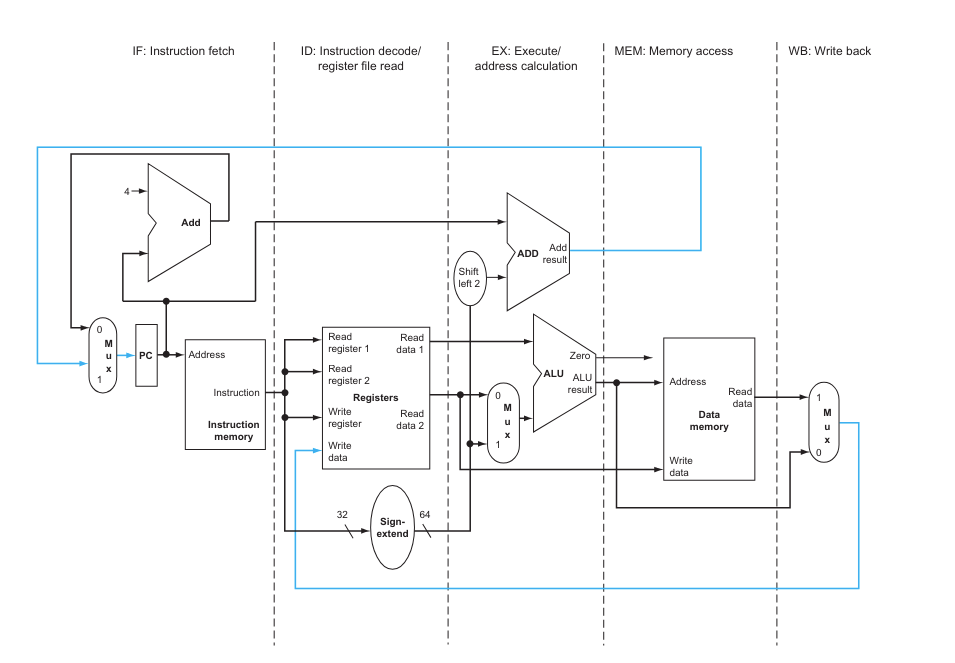 IF: Instruction fetch
ID: Instruction decode/
register file read
EX: Execute/
address calculation
MEM: Memory access
WB: Write back
4
Add
ADD
Add
result
Shift
left 2
0
M
u
x
1
PC
Address
Instruction
Instruction
memory
Read
register 1
Read
register 2
Write
register
Write
data
Registers
Read
data 1
Read
data 2
0
M
u
x
1
Zero
ALU
ALU
result
Address
Read
data
Data
memory
Write
data
1
M
u
x
0
32
Sign-
extend
64